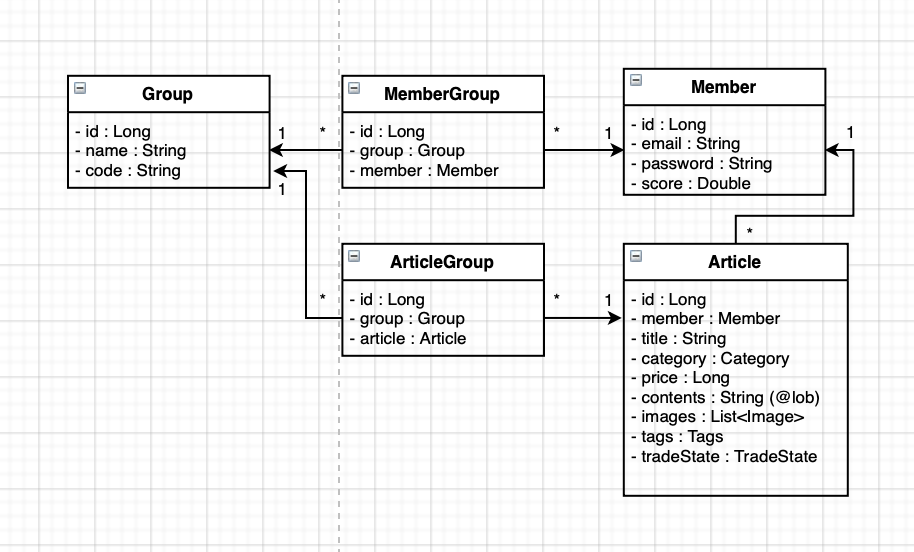 Group
- id : Long
- name : String
- code : String
1
*
1
MemberGroup
- id : Long
- group : Group
- member : Member
*
1
Member
- id : Long
- email : String
- password : String
- score : Double
1
*
*
ArticleGroup
- id : Long
- group : Group
- article : Article
*
1
Article
- id : Long
- member : Member
- title : String
- category : Category
- price : Long
- contents : String (@lob)
- images : List<Image>
- tags : Tags
- tradeState : TradeState